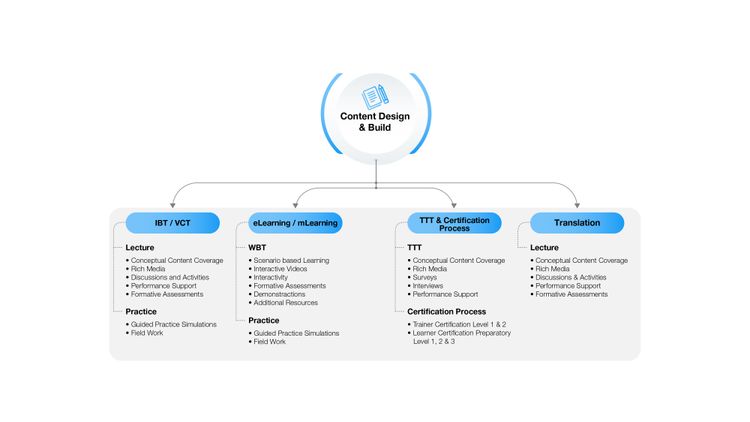 Content Design
& Build
IBT / VCT
Lecture
• Conceptual Content Coverage
• Rich Media
• Discussions and Activities
• Performance Support
• Formative Assessments
Practice
• Guided Practice Simulations
• Field Work
eLearning / mLearning
WBT
• Scenario based Learning
• Interactive Videos
• Interactivity
• Formative Assessments
• Demonstractions
• Additional Resources
Practice
• Guided Practice Simulations
• Field Work
TTT & Certification
Process
TTT
• Conceptual Content Coverage
• Rich Media
• Surveys
• Interviews
• Performance Support
Certification Process
• Trainer Certification Level 1 & 2
• Learner Certification Preparatory
Level 1, 2 & 3
Translation
Lecture
• Conceptual Content Coverage
• Rich Media
• Discussions & Activities
• Performance Support
• Formative Assessments